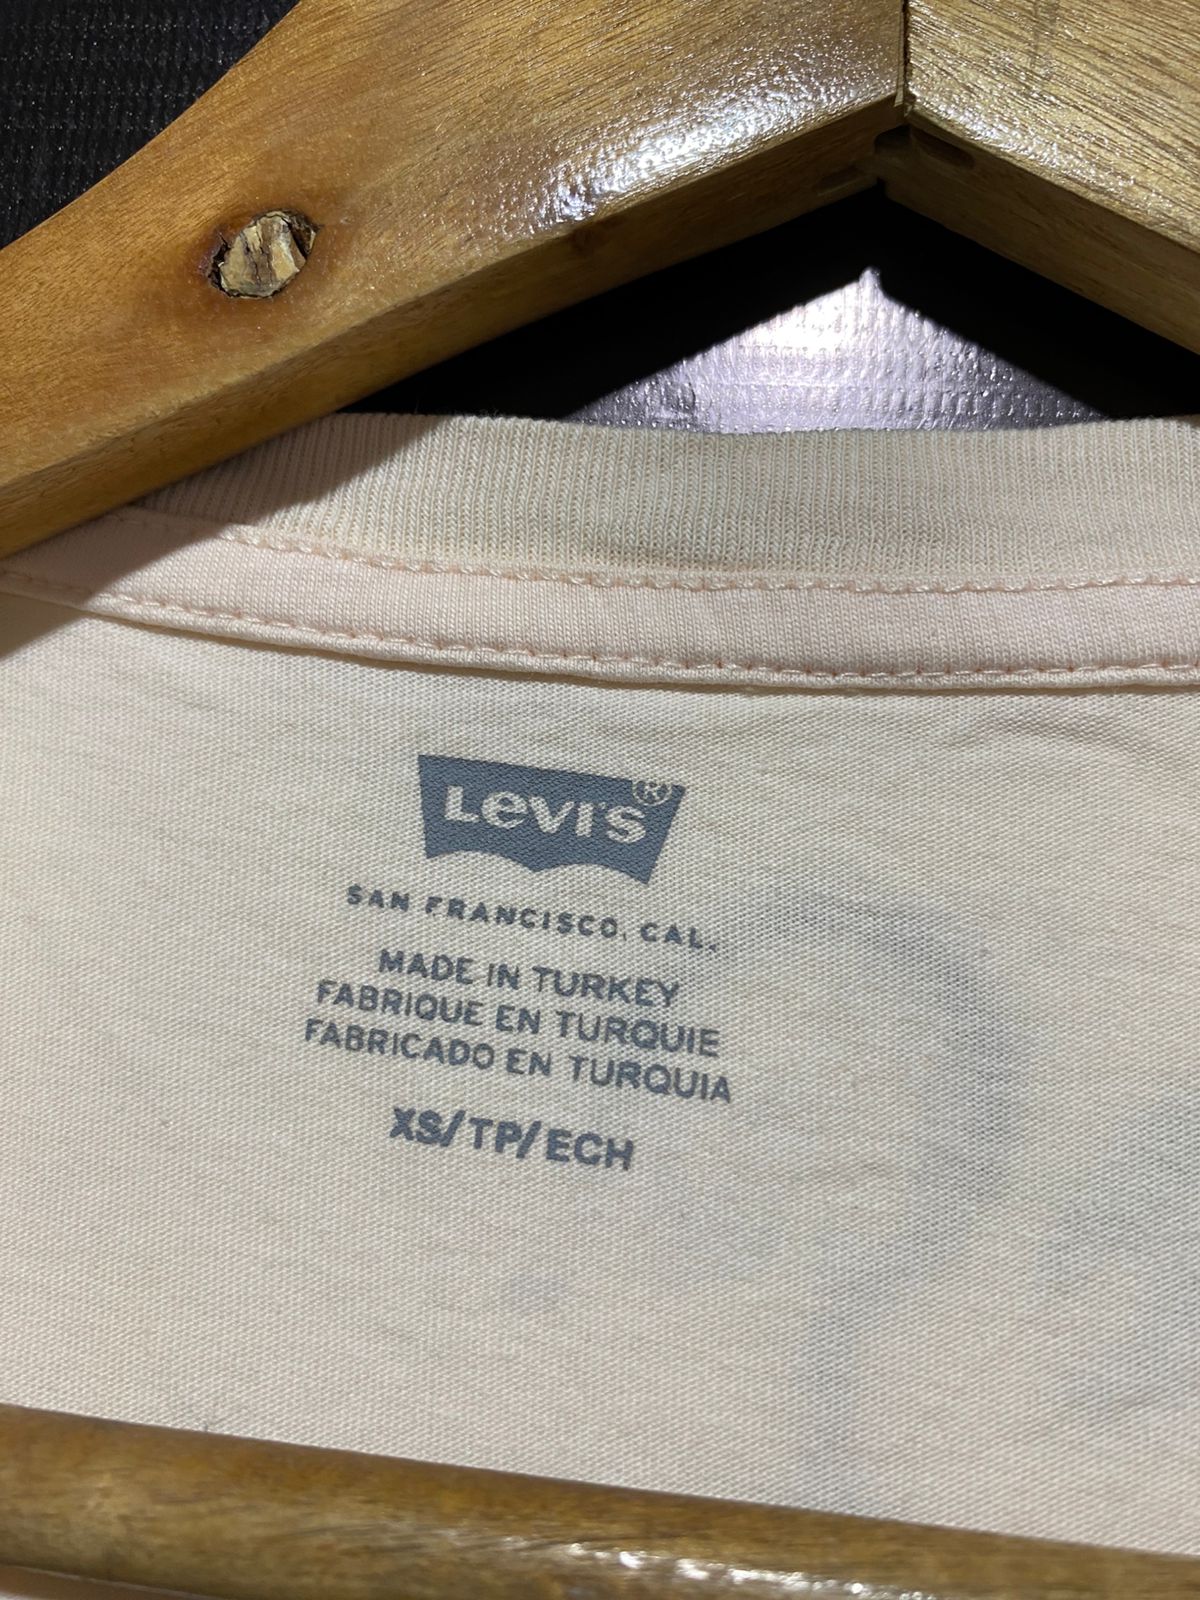 Levi's®
SAN FRANCISCO, CAL.
MADE IN TURKEY
FABRIQUE EN TURQUIE
FABRICADO EN TURQUIA
XS/TP/ECH